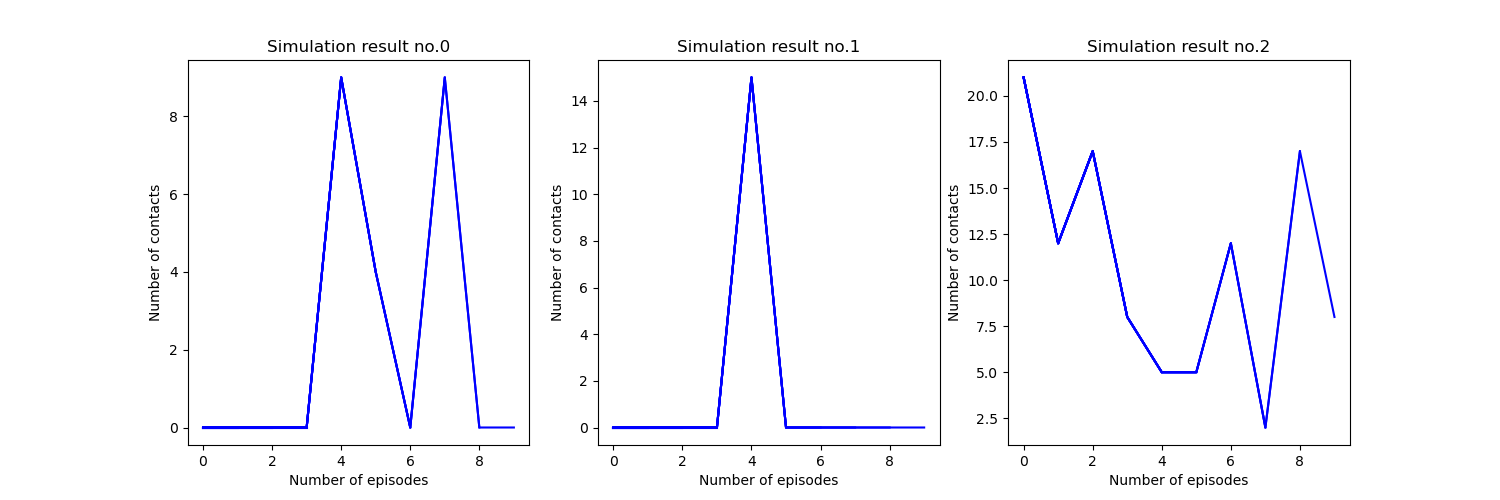 Simulation result no.0
Simulation result no.1
Simulation result no.2
Number of contacts
8
6
4
2
0
0 2 4 6 8
Number of episodes
Number of contacts
14
12
10
8
6
4
2
0
0 2 4 6 8
Number of episodes
Number of contacts
20.0
17.5
15.0
12.5
10.0
7.5
5.0
2.5
0 2 4 6 8
Number of episodes